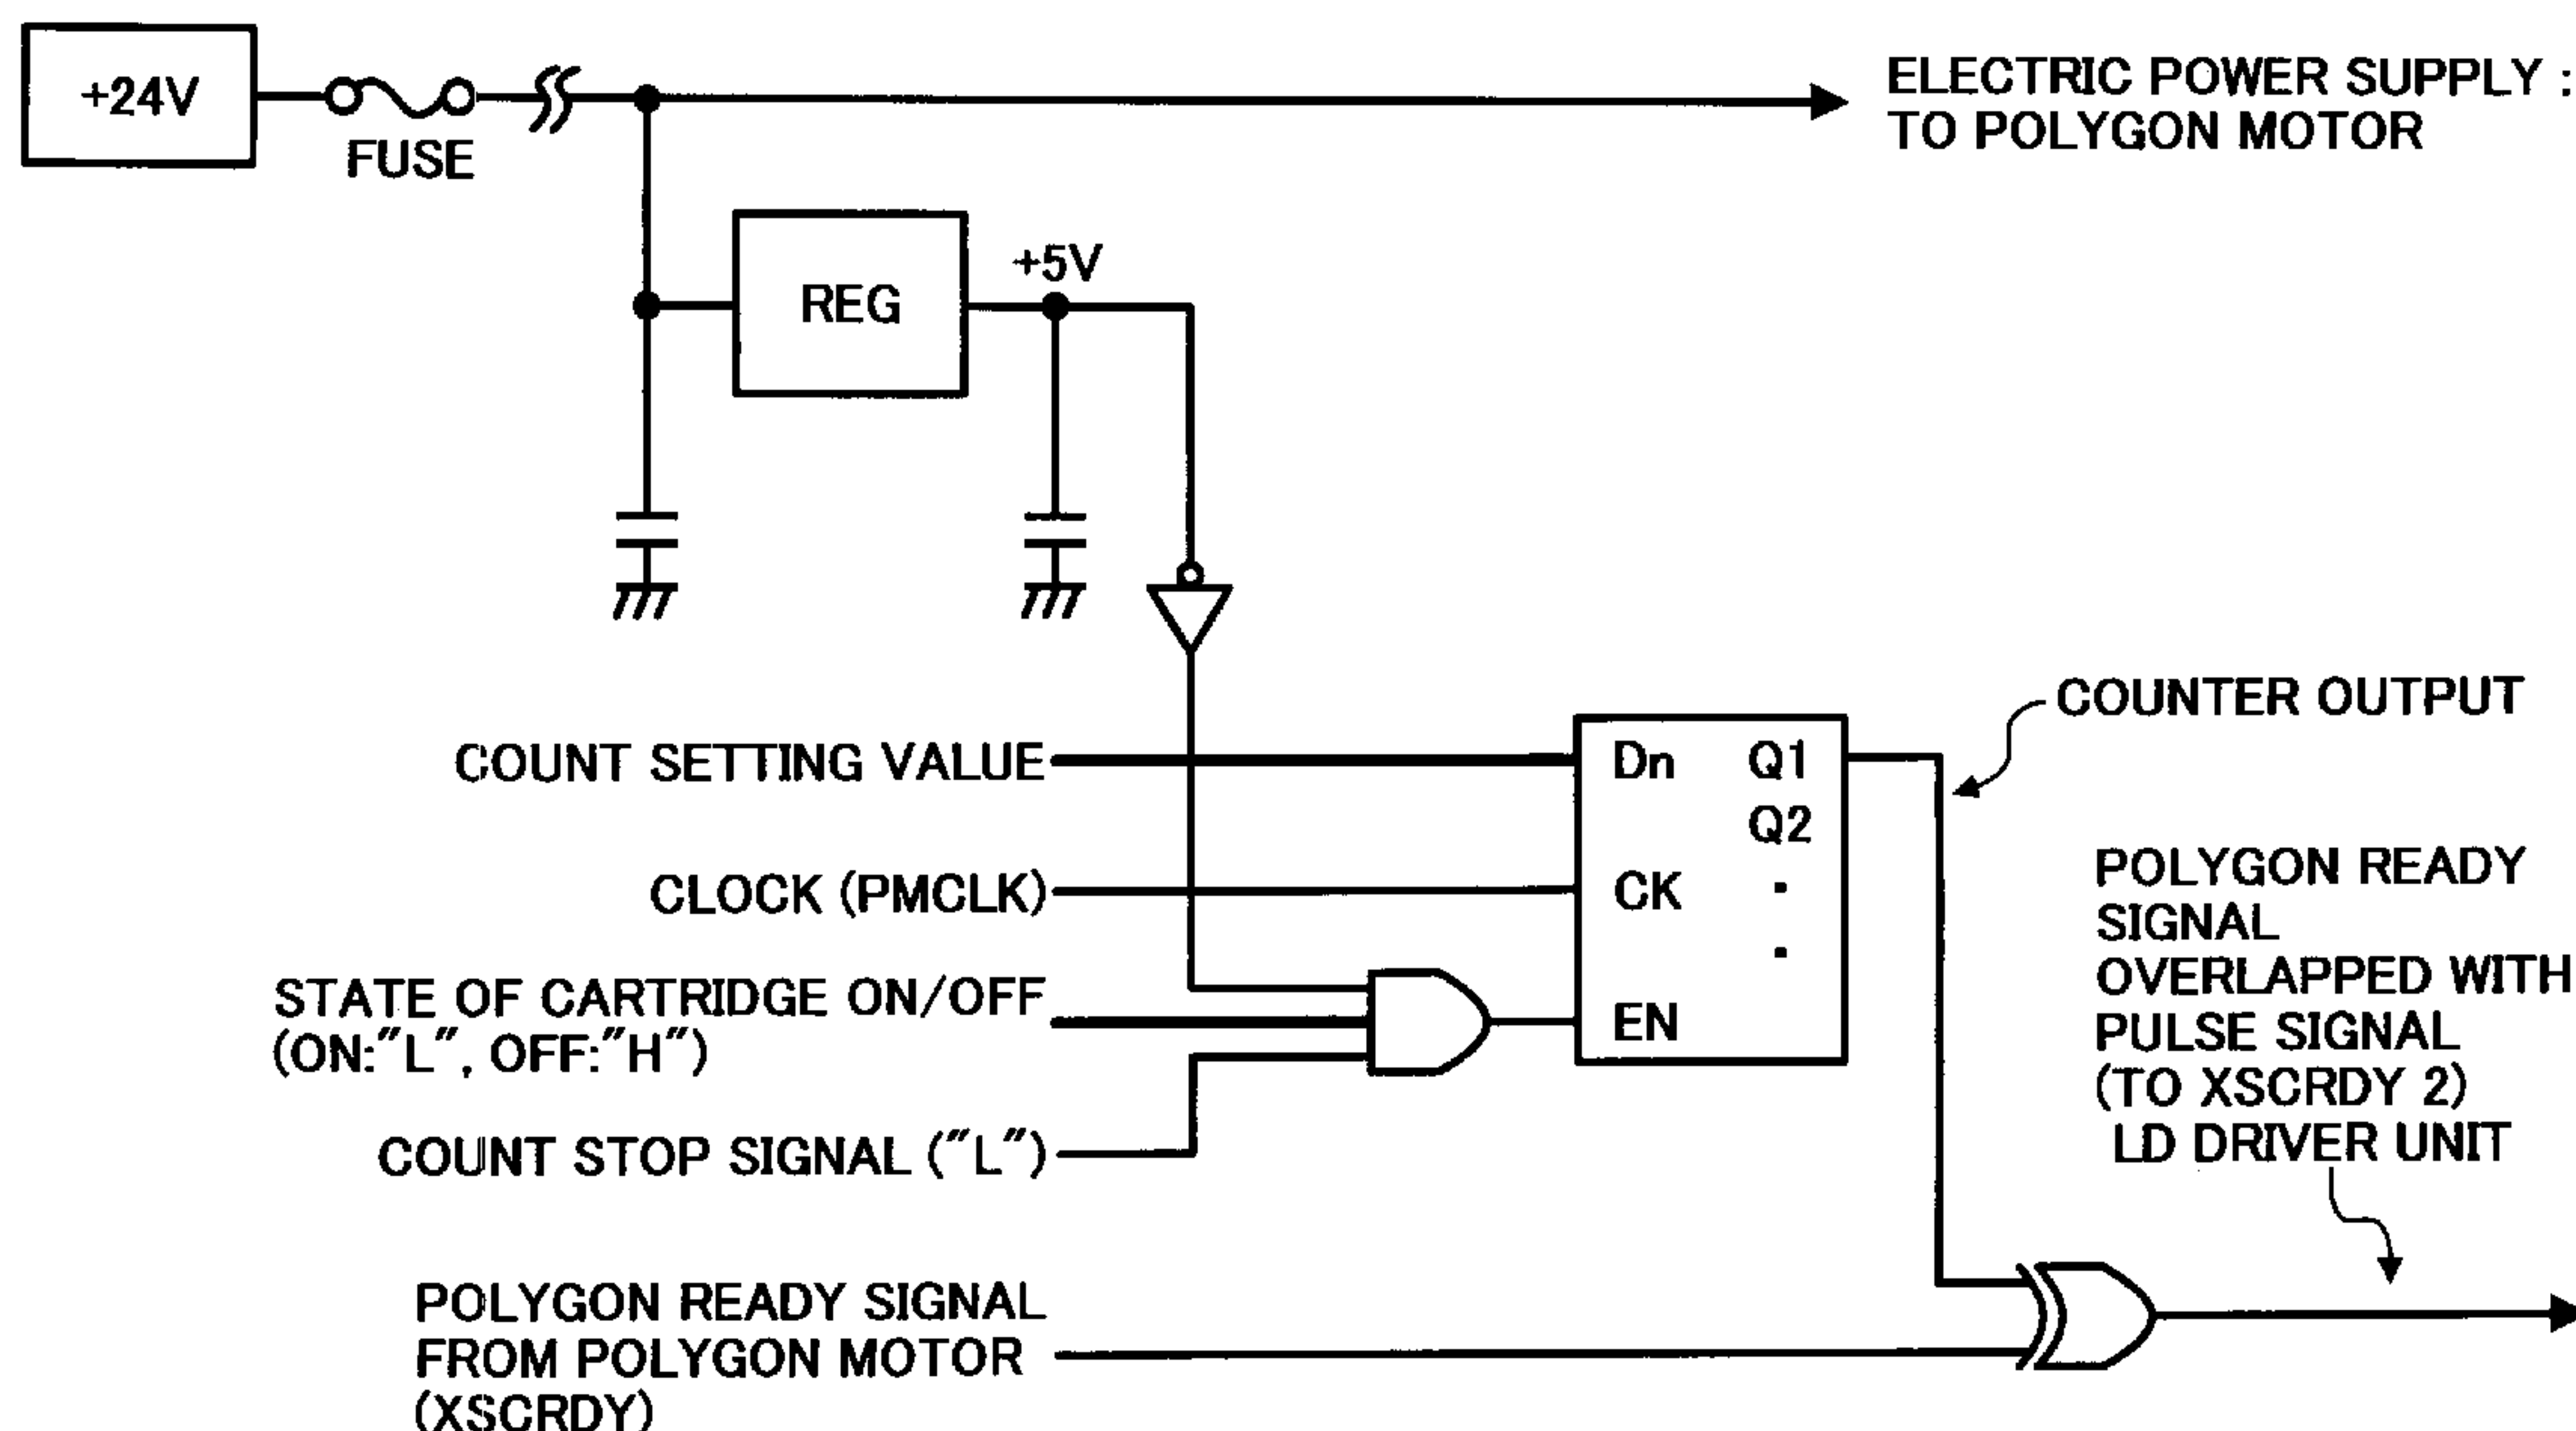 +24V
FUSE
ELECTRIC POWER SUPPLY :
TO POLYGON MOTOR
REG
+5V
COUNTER OUTPUT
COUNT SETTING VALUE
Dn
Q1
Q2
CLOCK (PMCLK)
CK
STATE OF CARTRIDGE ON/OFF
(ON:"L", OFF:"H")
EN
COUNT STOP SIGNAL ("L")
POLYGON READY
SIGNAL
OVERLAPPED WITH
PULSE SIGNAL
(TO XSCRDY 2)
LD DRIVER UNIT
POLYGON READY SIGNAL
FROM POLYGON MOTOR
(XSCRDY)